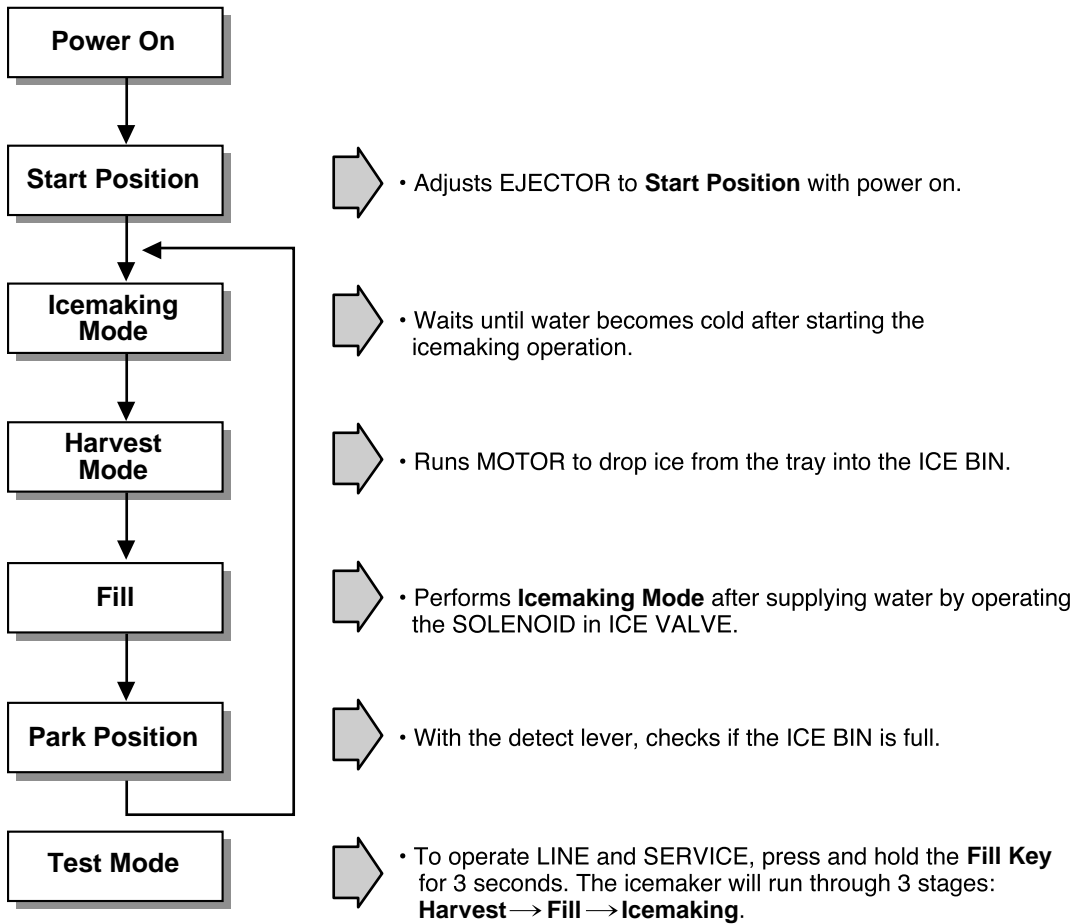 Power On
Start Position
• Adjusts EJECTOR to Start Position with power on.
Icemaking
Mode
• Waits until water becomes cold after starting the
icemaking operation.
Harvest
Mode
• Runs MOTOR to drop ice from the tray into the ICE BIN.
Fill
• Performs Icemaking Mode after supplying water by operating
the SOLENOID in ICE VALVE.
Park Position
• With the detect lever, checks if the ICE BIN is full.
Test Mode
• To operate LINE and SERVICE, press and hold the Fill Key
for 3 seconds. The icemaker will run through 3 stages:
Harvest → Fill → Icemaking.